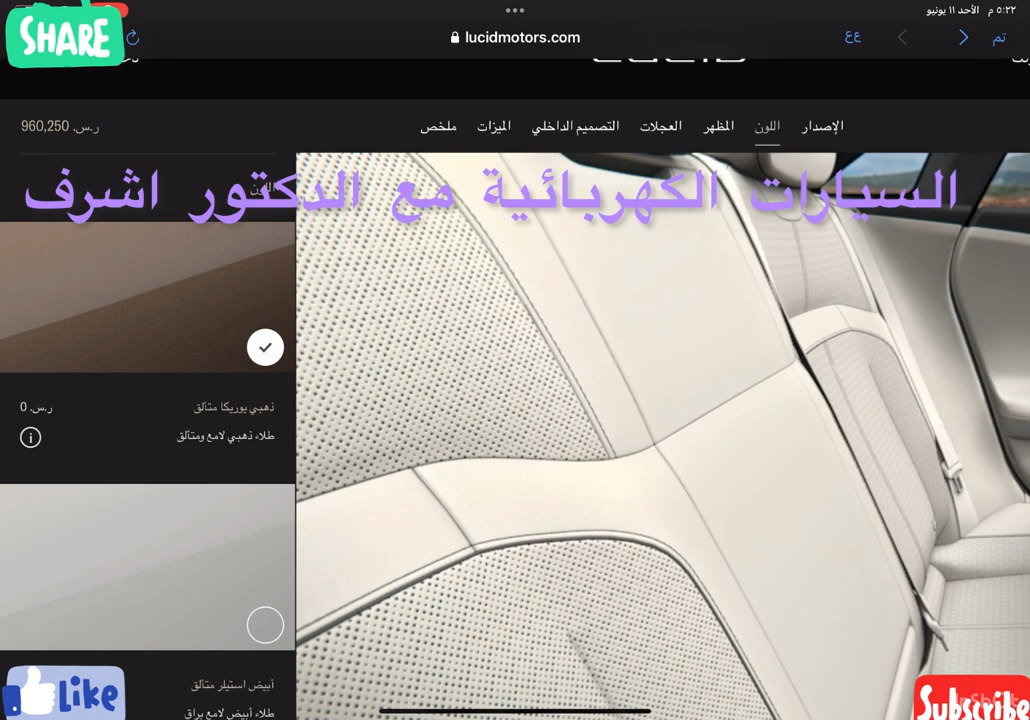 ٥:٢٢ م الأحد ١١ يونيو
SHARE
lucidmotors.com
عع
تم
الإصدار اللون المظهر العجلات التصميم الداخلي الميزات ملخص
ر.س. 960,250
اللون
السيارات الكهربائية مع الدكتور اشرف
ذهبي يوريكا متألق
ر.س. 0
طلاء ذهبي لامع ومتألق
أبيض استيلر متألق
طلاء أبيض لامع براق
Like
Subscribe